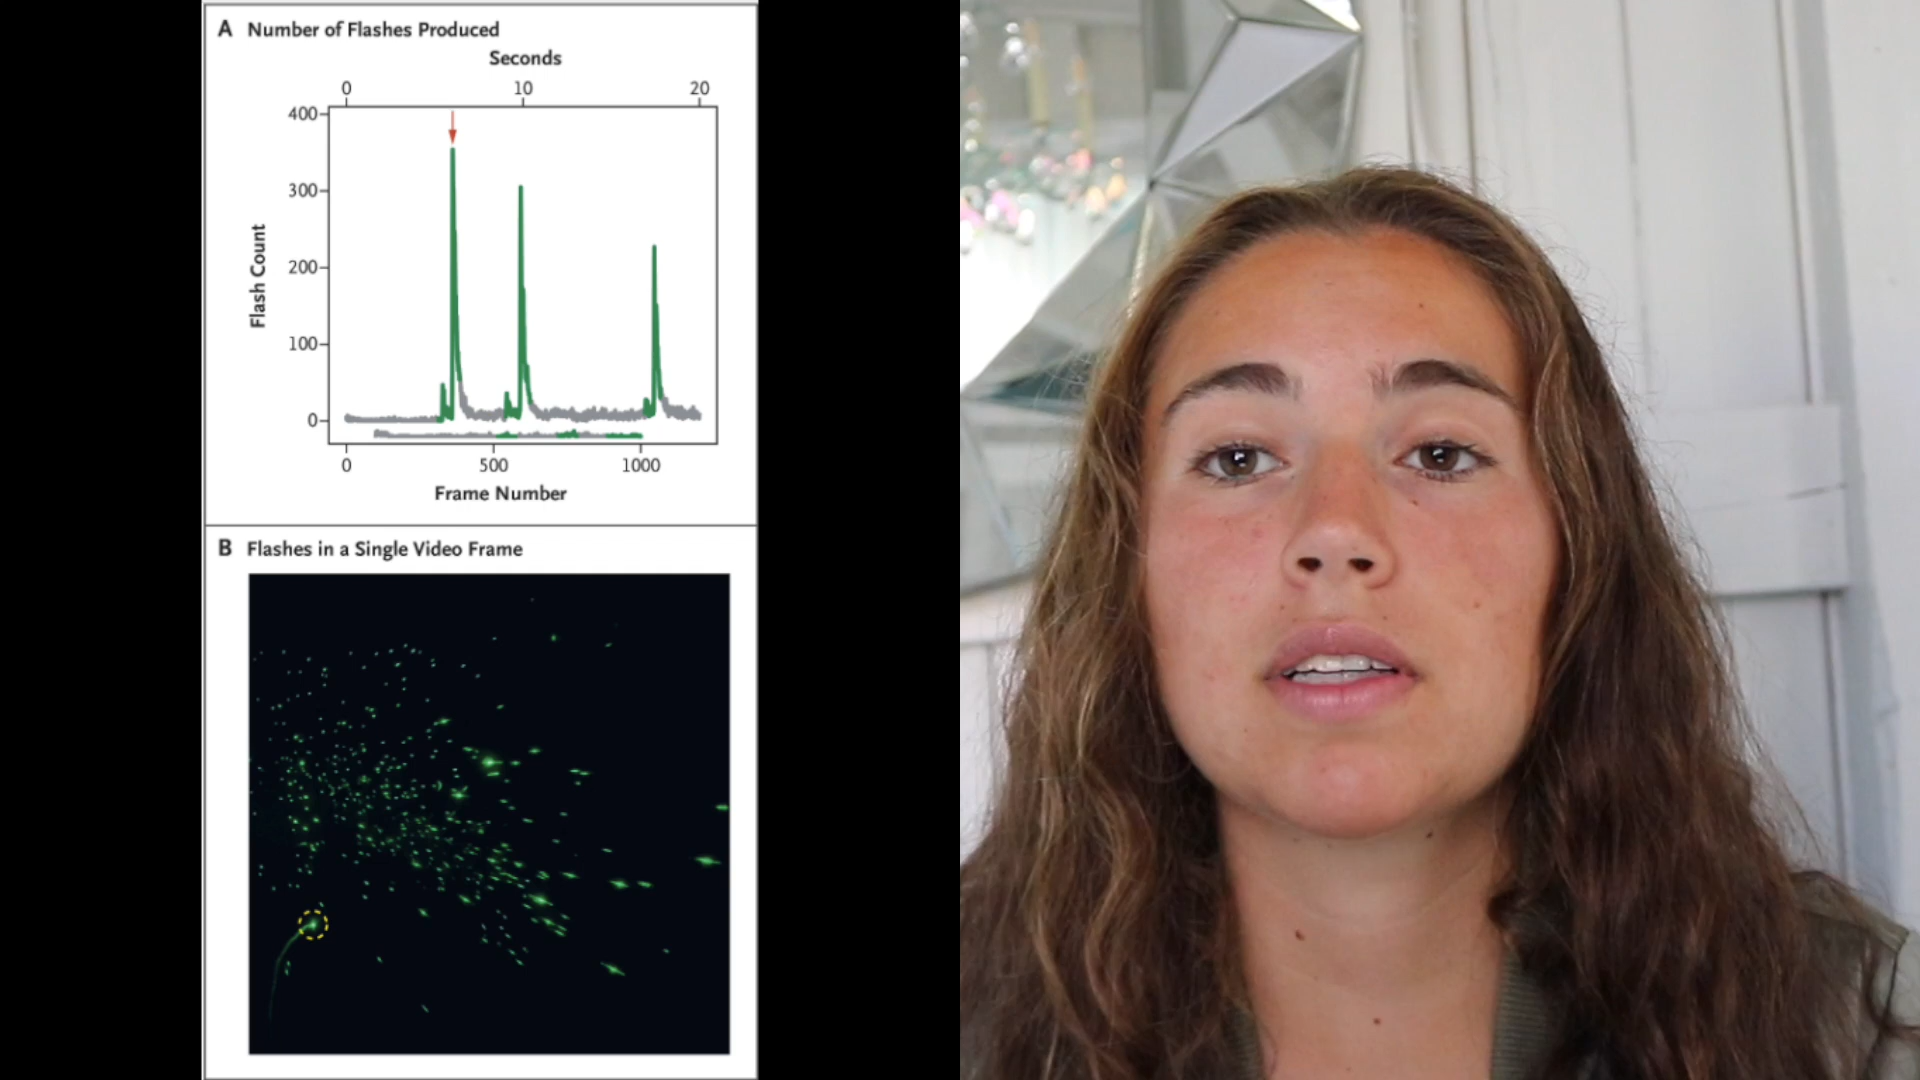 A Number of Flashes Produced
Seconds
0 10 20
400
300
200
100
0
Flash Count
0 500 1000
Frame Number
B Flashes in a Single Video Frame